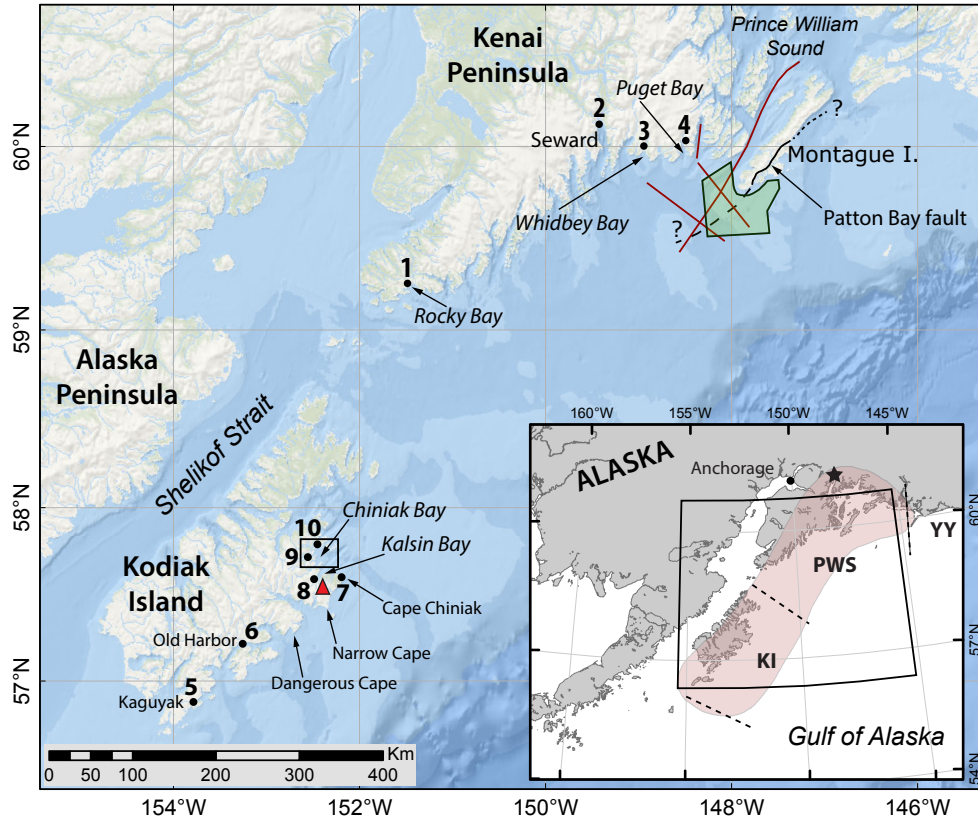 Kenai
Peninsula
Prince William
Sound
Puget Bay
2
3
4
Seward
?
Montague I.
Whidbey Bay
Patton Bay fault
?
1
Rocky Bay
Alaska
Peninsula
Shelikof Strait
10
Chiniak Bay
9
Kalsin Bay
Kodiak
Island
8
7
Cape Chiniak
Old Harbor
6
Narrow Cape
Dangerous Cape
5
Kaguyak
Km
0 50 100 200 300 400
60°N
59°N
58°N
57°N
154°W 152°W 150°W 148°W 146°W
160°W 155°W 150°W 145°W
ALASKA
Anchorage
YY
PWS
KI
Gulf of Alaska
60°N
57°N
54°N